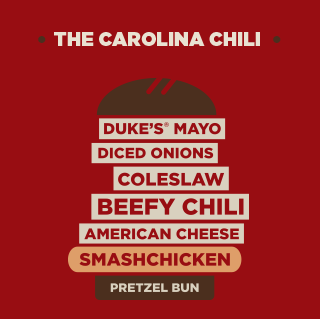 THE CAROLINA CHILI
DUKE'S® MAYO
DICED ONIONS
COLESLAW
BEEFY CHILI
AMERICAN CHEESE
SMASHCHICKEN
PRETZEL BUN